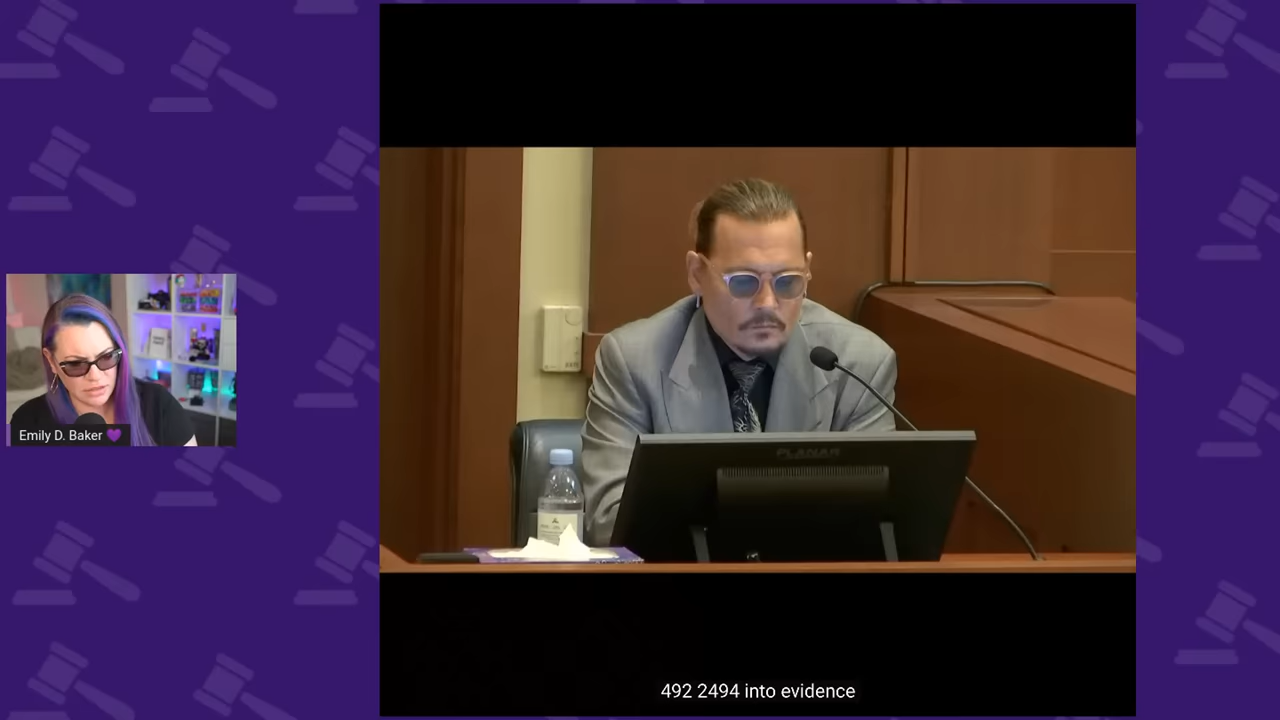 PLANAR
Emily D. Baker 💜
492 2494 into evidence